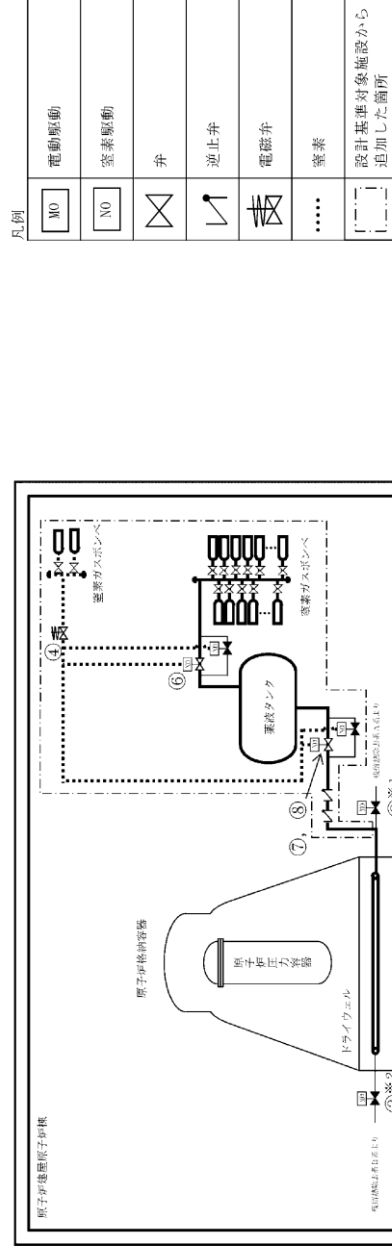 凡例
MO
電動駆動
NO
窒素駆動
弁
逆止弁
電磁弁
窒素
設計基準対象施設から
追加した箇所
原子炉建屋原子炉棟
原子炉格納容器
原子炉圧力容器
ドライウェル
④
窒素ガスボンベ
⑥
窒素ガスボンベ
薬液タンク
⑦,
⑧